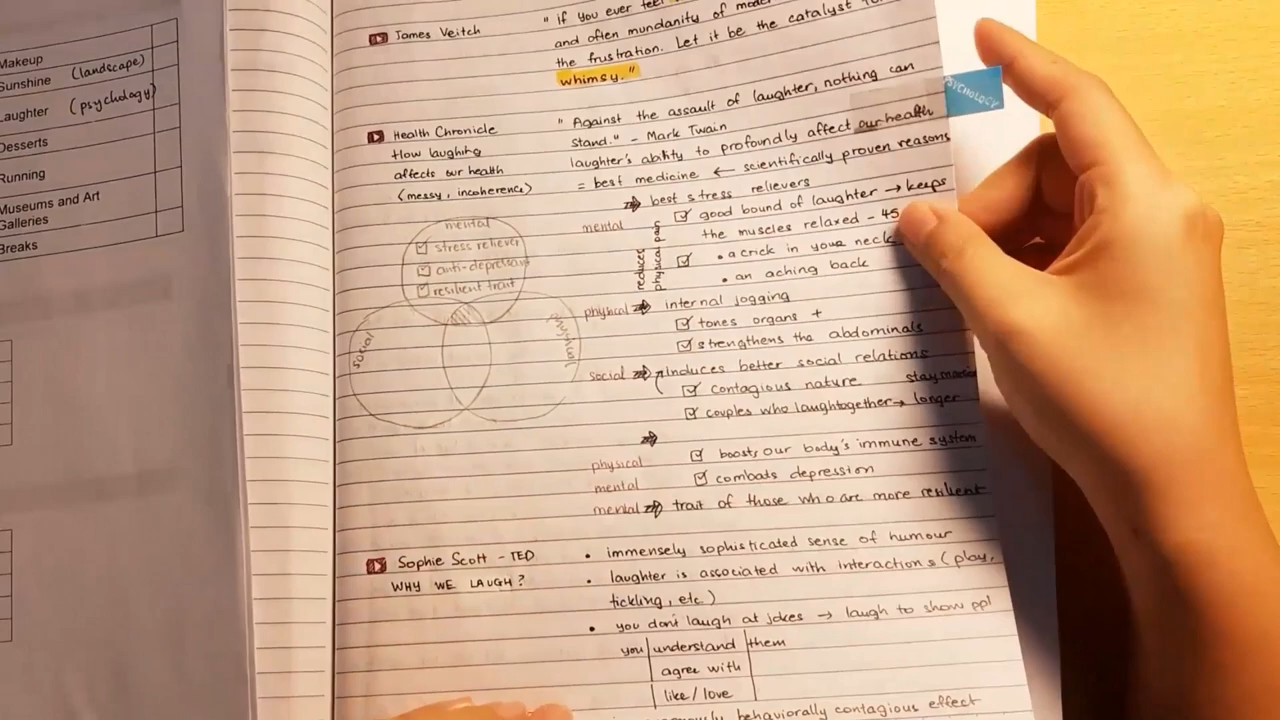 Makeup
Sunshine (landscape)
Laughter (psychology)
Desserts
Running
Museums and Art
Galleries
Breaks
James Veitch
" if you ever feel
and often mundanity of
the frustration. Let it be the catalyst
whimsy."
PSYCHOLOGY
Health Chronicle
How laughing
affects our health
(messy, incoherence)
" Against the assault of laughter, nothing can
stand." - Mark Twain
laughter's ability to profoundly affect our health
= best medicine ← scientifically proven reasons
best stress relievers
mental
good bound of laughter → keeps
the muscles relaxed - 45
reduces
physical pain
• a crick in your neck
• an aching back
physical
internal jogging
tones organs +
strengthens the abdominals
social
induces better social relations
contagious nature
couples who laugh together → longer
physical
boosts our body's immune system
mental
combats depression
mental
trait of those who are more resilient
mental
stress reliever
anti-depressant
resilient trait
social
physical
Sophie Scott - TED
WHY WE LAUGH?
• immensely sophisticated sense of humour
• laughter is associated with interactions (play,
tickling, etc)
• you don't laugh at jokes → laugh to show ppl
you understand them
agree with
like / love
behaviorally contagious effect